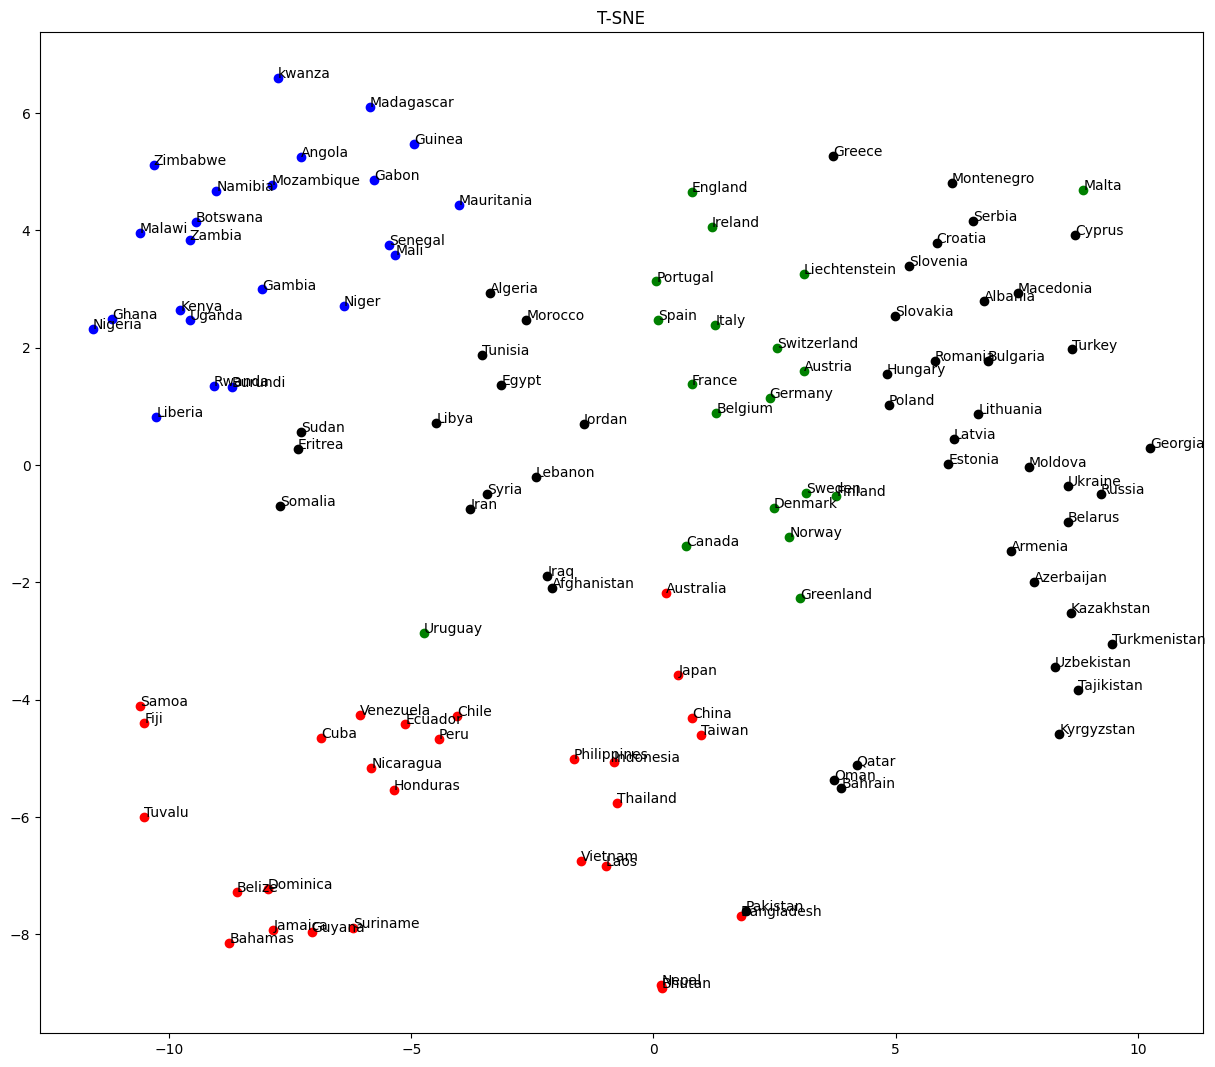 T-SNE
kwanza
Madagascar
Guinea
Angola
Zimbabwe
Mozambique
Gabon
Namibia
Mauritania
Botswana
Malawi
Zambia
Senegal
Mali
Gambia
Niger
Kenya
Ghana
Uganda
Nigeria
Rwanda
Burundi
Liberia
Algeria
Morocco
Tunisia
Egypt
Libya
Jordan
Sudan
Eritrea
Lebanon
Syria
Somalia
Iran
Iraq
Afghanistan
Greece
England
Ireland
Portugal
Liechtenstein
Spain
Italy
Switzerland
Austria
France
Germany
Belgium
Montenegro
Malta
Serbia
Cyprus
Croatia
Slovenia
Macedonia
Albania
Slovakia
Turkey
Romania
Bulgaria
Hungary
Poland
Lithuania
Latvia
Georgia
Estonia
Moldova
Ukraine
Russia
Belarus
Sweden
Finland
Denmark
Norway
Canada
Armenia
Australia
Greenland
Azerbaijan
Kazakhstan
Turkmenistan
Uzbekistan
Tajikistan
Kyrgyzstan
Uruguay
Japan
China
Taiwan
Samoa
Fiji
Venezuela
Chile
Ecuador
Cuba
Peru
Nicaragua
Honduras
Philippines
Indonesia
Thailand
Qatar
Oman
Bahrain
Tuvalu
Vietnam
Laos
Belize
Dominica
Jamaica
Guyana
Suriname
Bahamas
Pakistan
Bangladesh
Nepal
Bhutan
6
4
2
0
−2
−4
−6
−8
−10
−5
0
5
10